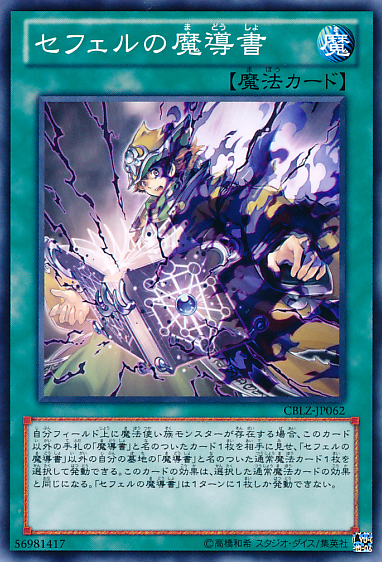 セフェルの魔導書
魔
【魔法カード】
CBLZ-JP062
自分フィールド上に魔法使い族モンスターが存在する場合、このカード
以外の手札の「魔導書」と名のついたカード1枚を相手に見せ、「セフェルの
魔導書」以外の自分の墓地の「魔導書」と名のついた通常魔法カード1枚を
選択して発動できる。このカードの効果は、選択した通常魔法カードの効果
と同じになる。「セフェルの魔導書」は1ターンに1枚しか発動できない。
56981417
©高橋和希 スタジオ・ダイス/集英社